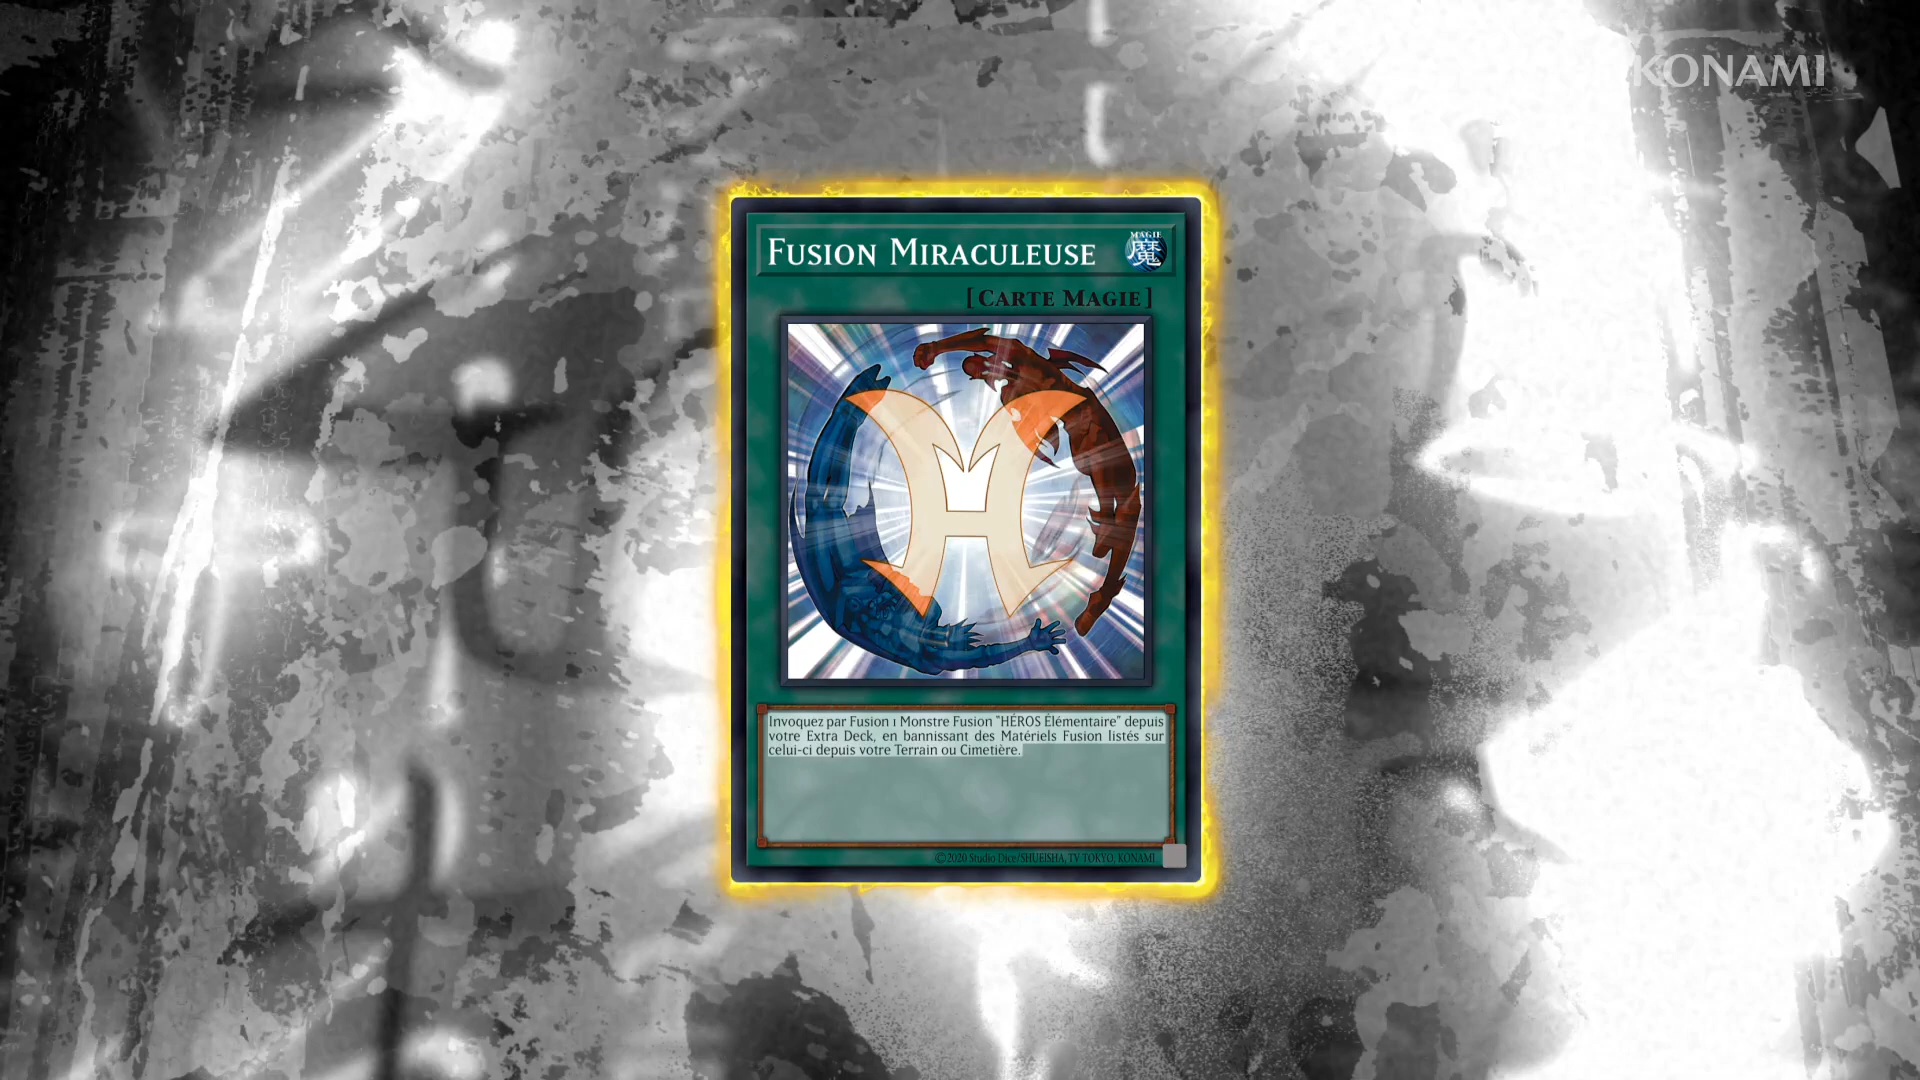 KONAMI
FUSION MIRACULEUSE
MAGIE
魔
[CARTE MAGIE]
Invoquez par Fusion 1 Monstre Fusion "HÉROS Élémentaire" depuis
votre Extra Deck, en bannissant des Matériels Fusion listés sur
celui-ci depuis votre Terrain ou Cimetière.
©2020 Studio Dice/SHUEISHA, TV TOKYO, KONAMI